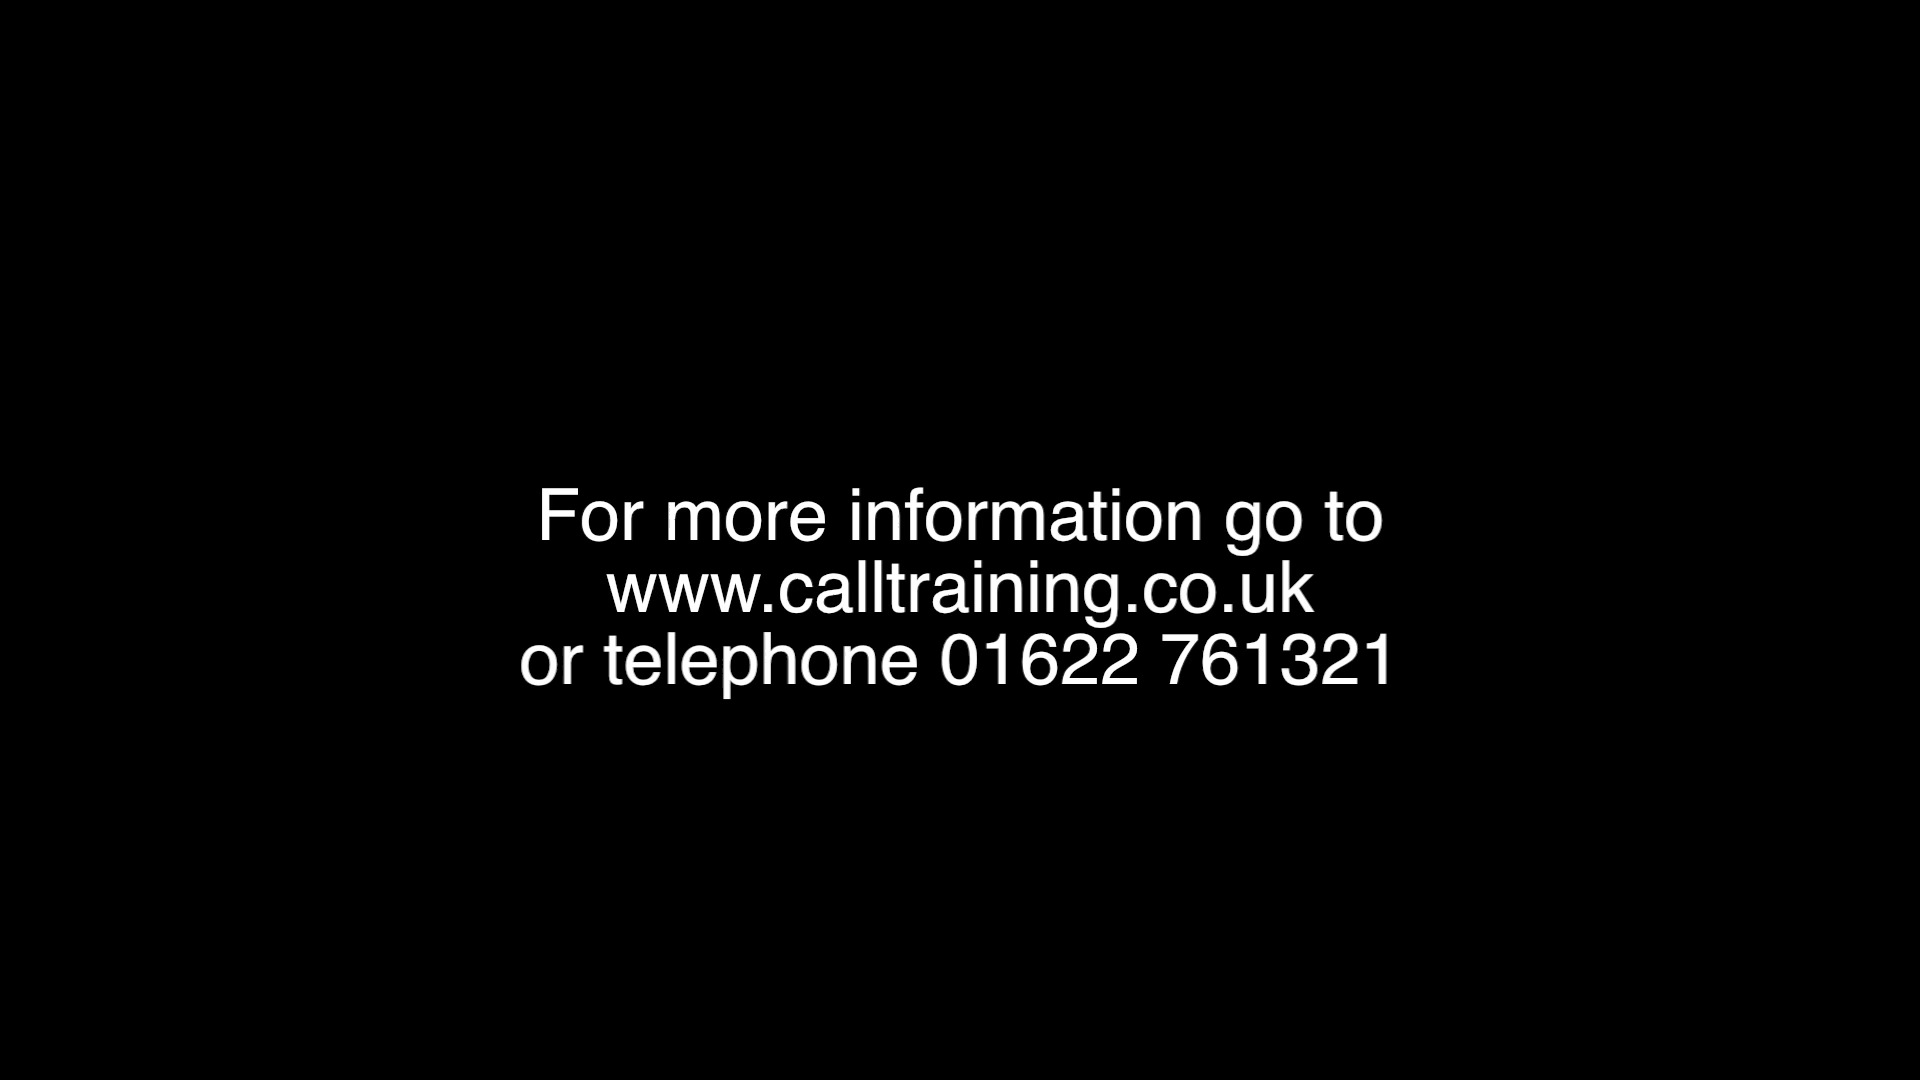 For more information go to
www.calltraining.co.uk
or telephone 01622 761321